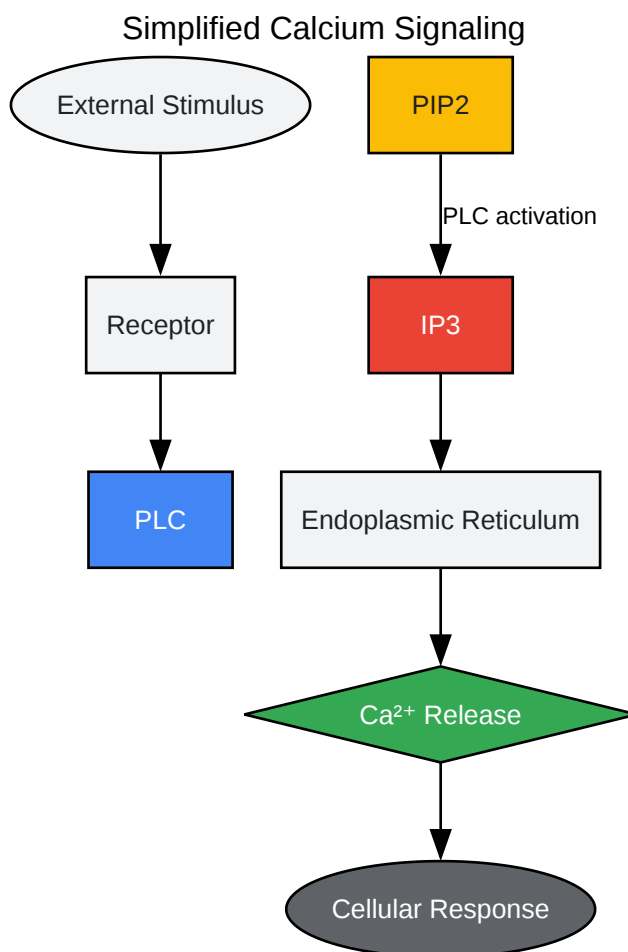 Simplified Calcium Signaling
External Stimulus
PIP2
PLC activation
Receptor
IP3
PLC
Endoplasmic Reticulum
Ca²⁺ Release
Cellular Response